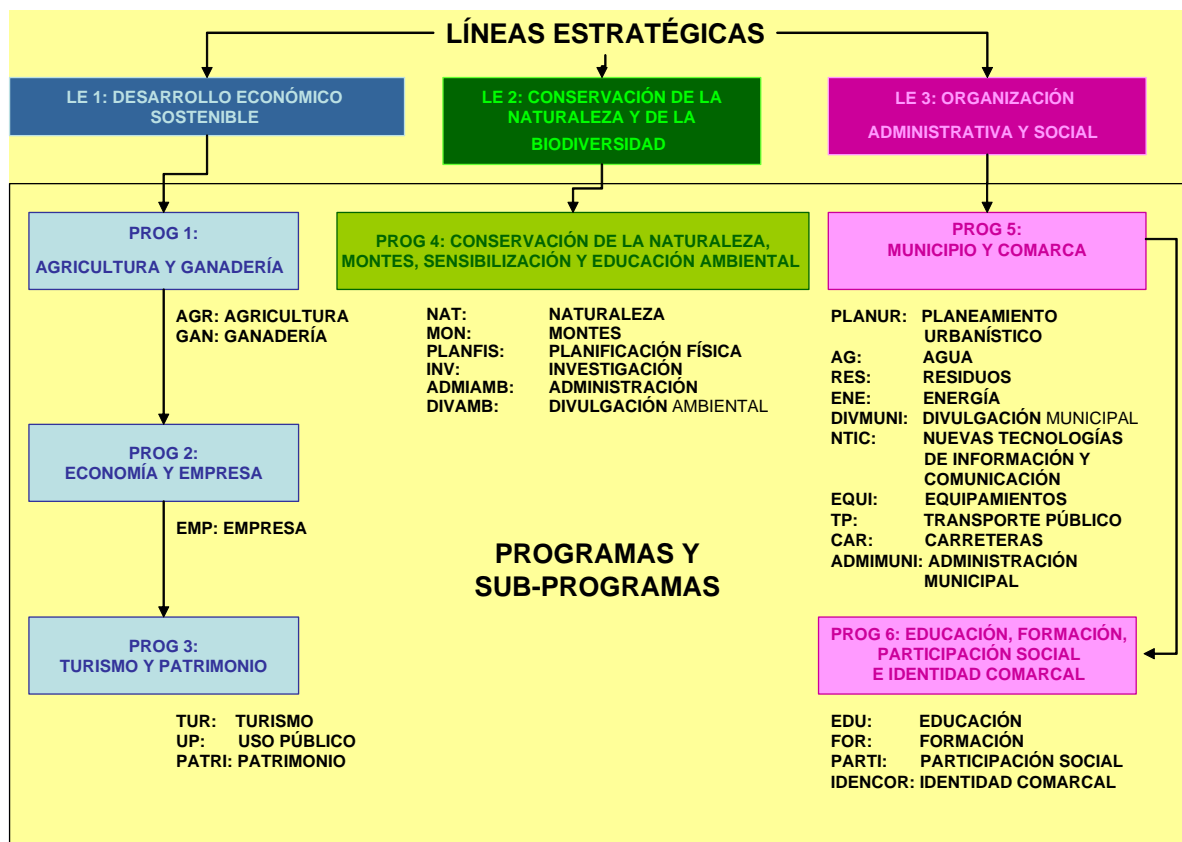 LÍNEAS ESTRATÉGICAS
LE 1: DESARROLLO ECONÓMICO
SOSTENIBLE
LE 2: CONSERVACIÓN DE LA
NATURALEZA Y DE LA
BIODIVERSIDAD
LE 3: ORGANIZACIÓN
ADMINISTRATIVA Y SOCIAL
PROG 1:
AGRICULTURA Y GANADERÍA
AGR: AGRICULTURA
GAN: GANADERÍA
PROG 2:
ECONOMÍA Y EMPRESA
EMP: EMPRESA
PROG 3:
TURISMO Y PATRIMONIO
TUR: TURISMO
UP: USO PÚBLICO
PATRI: PATRIMONIO
PROG 4: CONSERVACIÓN DE LA NATURALEZA,
MONTES, SENSIBILIZACIÓN Y EDUCACIÓN AMBIENTAL
NAT: NATURALEZA
MON: MONTES
PLANFIS: PLANIFICACIÓN FÍSICA
INV: INVESTIGACIÓN
ADMIAMB: ADMINISTRACIÓN
DIVAMB: DIVULGACIÓN AMBIENTAL
PROGRAMAS Y
SUB-PROGRAMAS
PROG 5:
MUNICIPIO Y COMARCA
PLANUR: PLANEAMIENTO
URBANÍSTICO
AG: AGUA
RES: RESIDUOS
ENE: ENERGÍA
DIVMUNI: DIVULGACIÓN MUNICIPAL
NTIC: NUEVAS TECNOLOGÍAS
DE INFORMACIÓN Y
COMUNICACIÓN
EQUI: EQUIPAMIENTOS
TP: TRANSPORTE PÚBLICO
CAR: CARRETERAS
ADMIMUNI: ADMINISTRACIÓN
MUNICIPAL
PROG 6: EDUCACIÓN, FORMACIÓN,
PARTICIPACIÓN SOCIAL
E IDENTIDAD COMARCAL
EDU: EDUCACIÓN
FOR: FORMACIÓN
PARTI: PARTICIPACIÓN SOCIAL
IDENCOR: IDENTIDAD COMARCAL